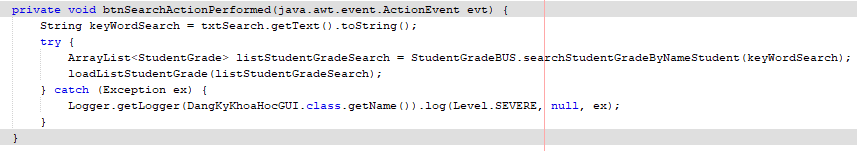 private void btnSearchActionPerformed(java.awt.event.ActionEvent evt) {
    String keyWordSearch = txtSearch.getText().toString();
    try {
        ArrayList<StudentGrade> listStudentGradeSearch = StudentGradeBUS.searchStudentGradeByNameStudent(keyWordSearch);
        loadListStudentGrade(listStudentGradeSearch);
    } catch (Exception ex) {
        Logger.getLogger(DangKyKhoaHocGUI.class.getName()).log(Level.SEVERE, null, ex);
    }
}